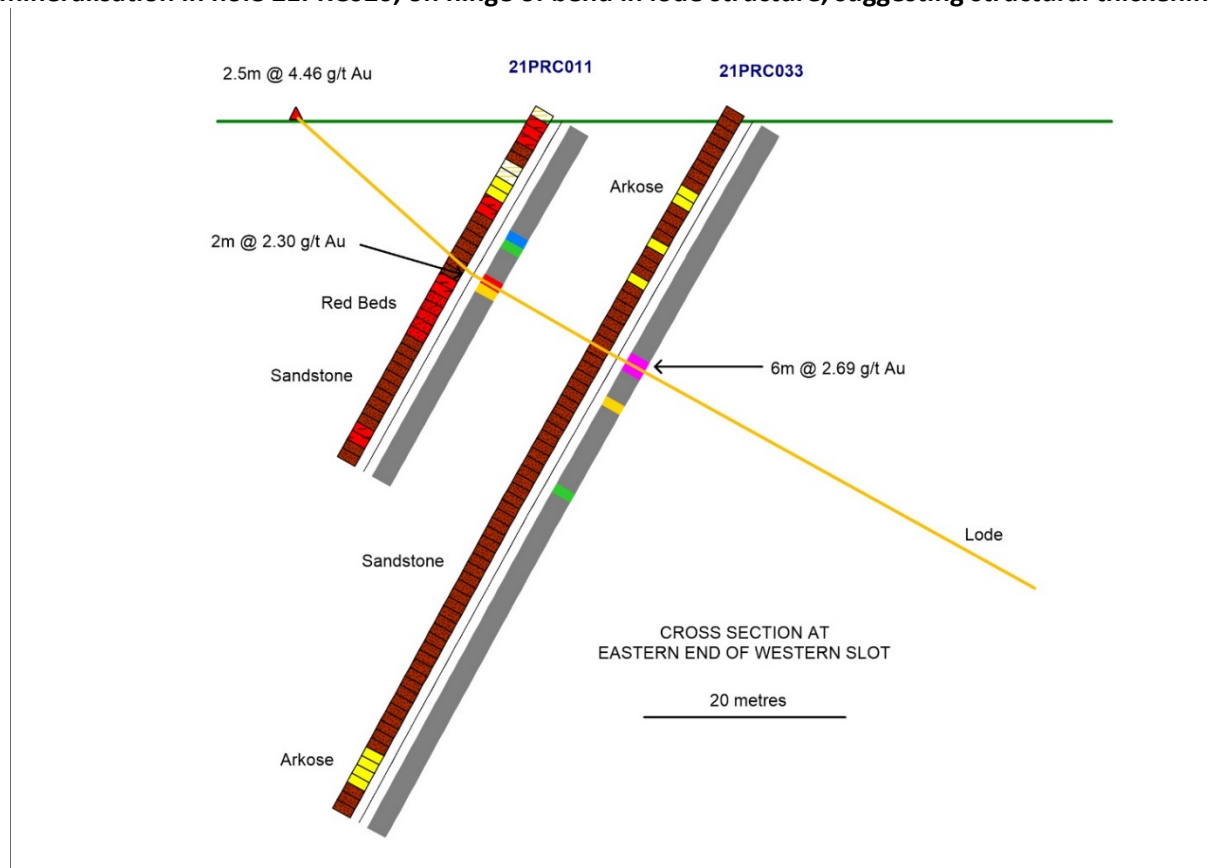 2.5m @ 4.46 g/t Au
21PRC011
21PRC033
Arkose
2m @ 2.30 g/t Au
Red Beds
Sandstone
6m @ 2.69 g/t Au
Lode
Sandstone
CROSS SECTION AT
EASTERN END OF WESTERN SLOT
20 metres
Arkose